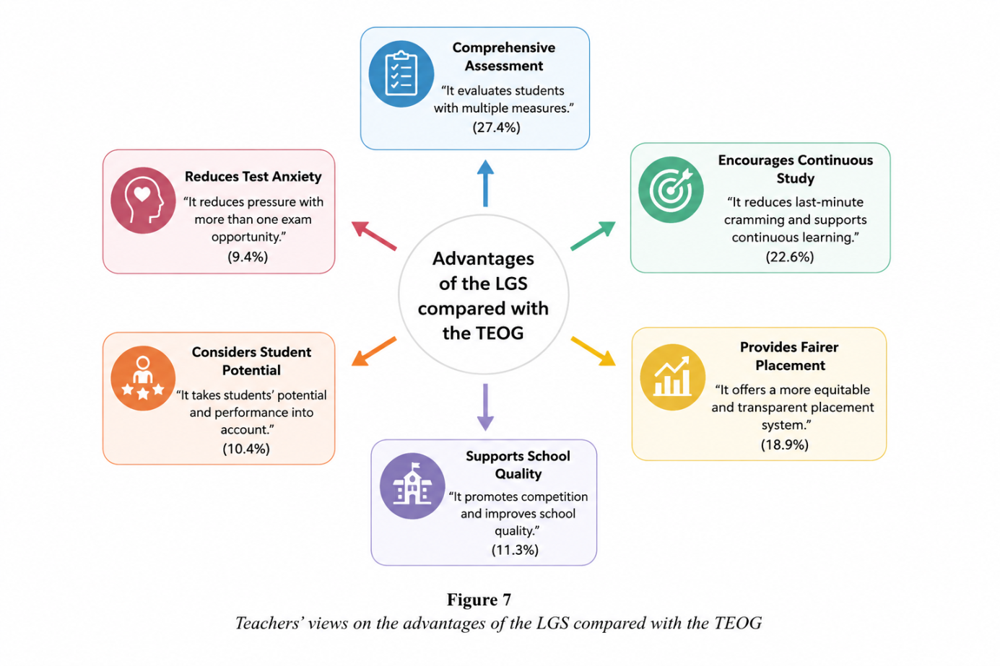 Comprehensive
Assessment
“It evaluates students
with multiple measures.”
(27.4%)
Reduces Test Anxiety
“It reduces pressure with
more than one exam
opportunity.”
(9.4%)
Encourages Continuous
Study
“It reduces last-minute
cramming and supports
continuous learning.”
(22.6%)
Advantages
of the LGS
compared with
the TEOG
Considers Student
Potential
“It takes students’ potential
and performance into
account.”
(10.4%)
Provides Fairer
Placement
“It offers a more equitable
and transparent placement
system.”
(18.9%)
Supports School
Quality
“It promotes competition
and improves school
quality.”
(11.3%)
Figure 7
Teachers’ views on the advantages of the LGS compared with the TEOG